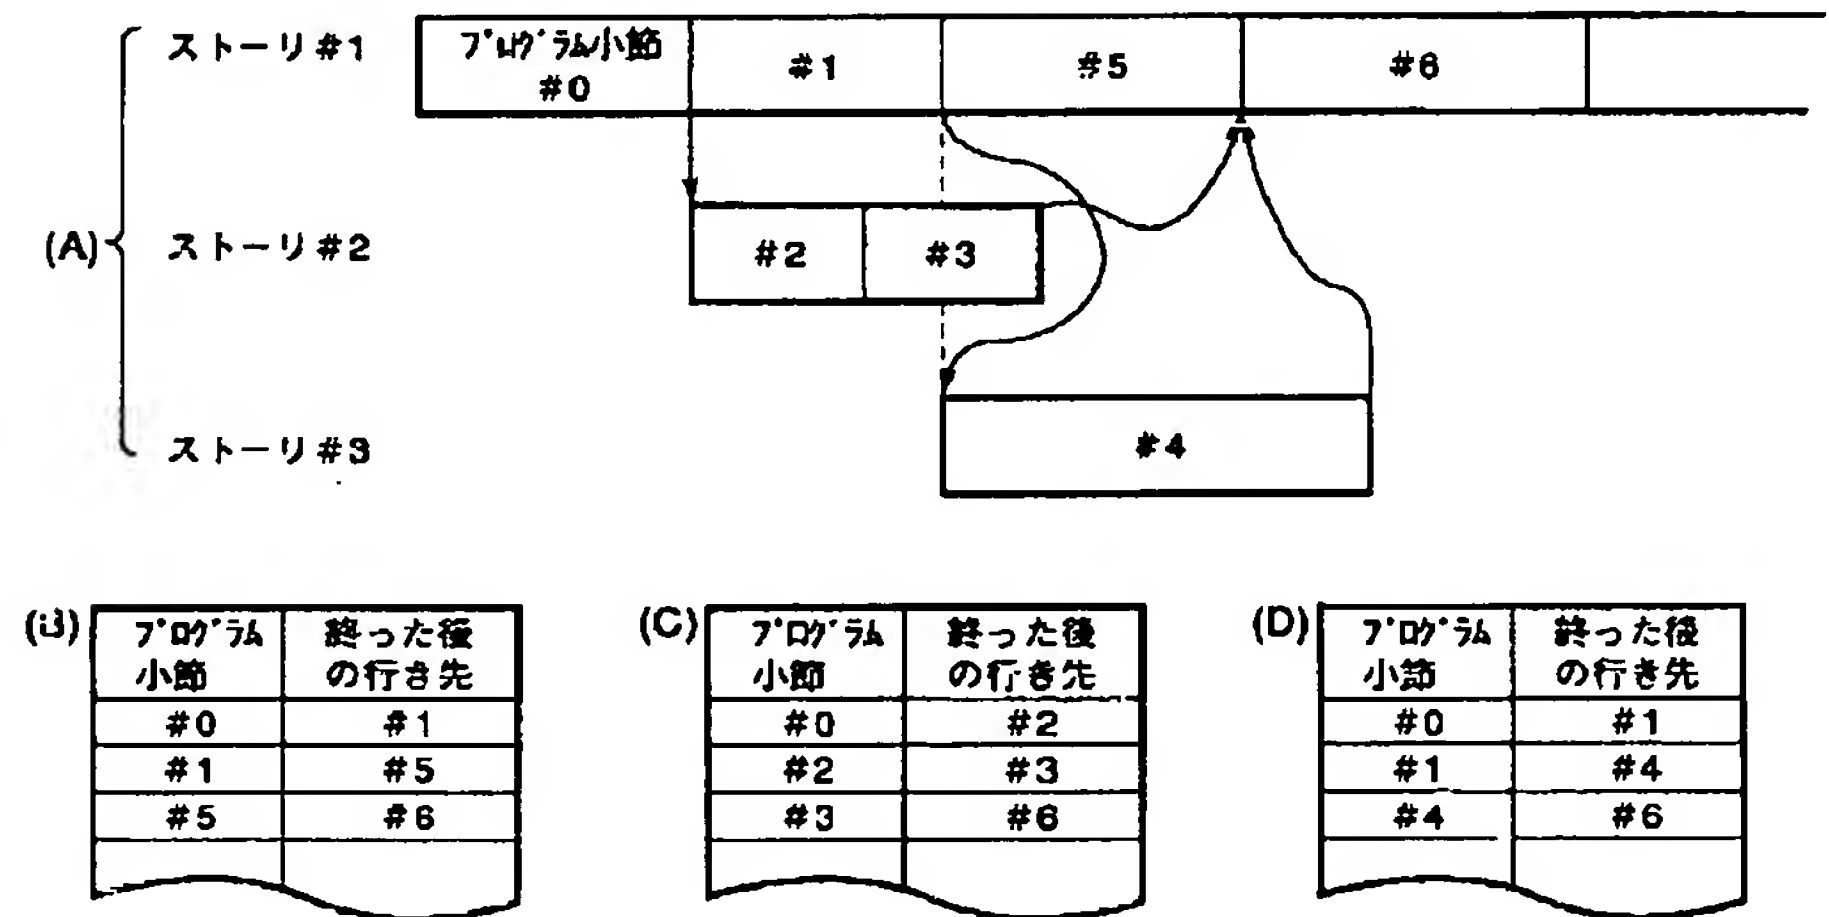 ストーリ#1
プログラム小節
#0
#1
#5
#6
(A)
ストーリ#2
#2
#3
ストーリ#3
#4
(B)
プログラム
小節
終った後
の行き先
#0
#1
#1
#5
#5
#6
(C)
プログラム
小節
終った後
の行き先
#0
#2
#2
#3
#3
#6
(D)
プログラム
小節
終った後
の行き先
#0
#1
#1
#4
#4
#6